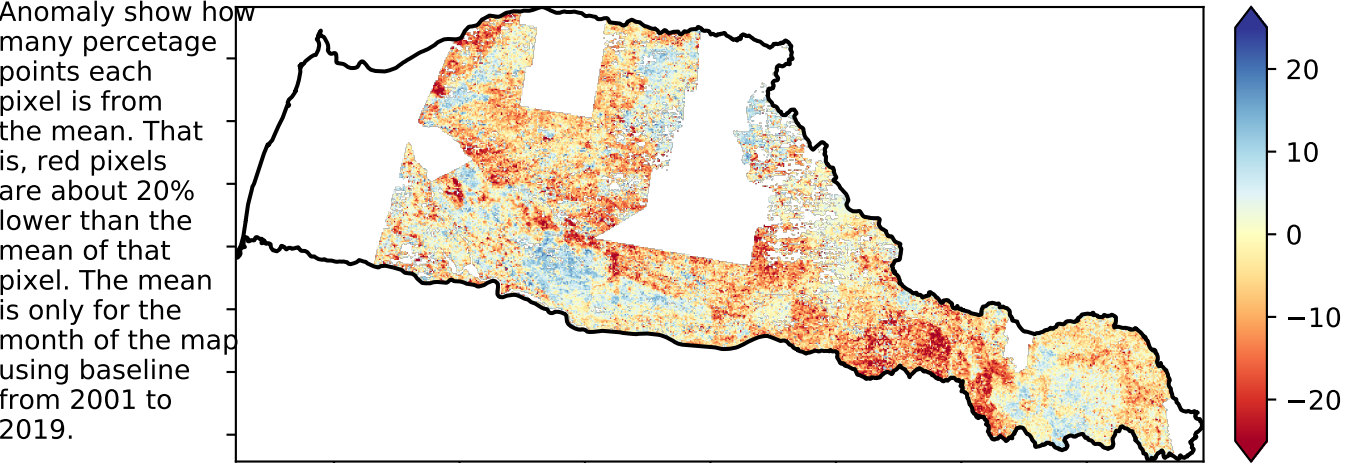 Anomaly show how
many percetage
points each
pixel is from
the mean. That
is, red pixels
are about 20%
lower than the
mean of that
pixel. The mean
is only for the
month of the map
using baseline
from 2001 to
2019.
20
10
0
−10
−20